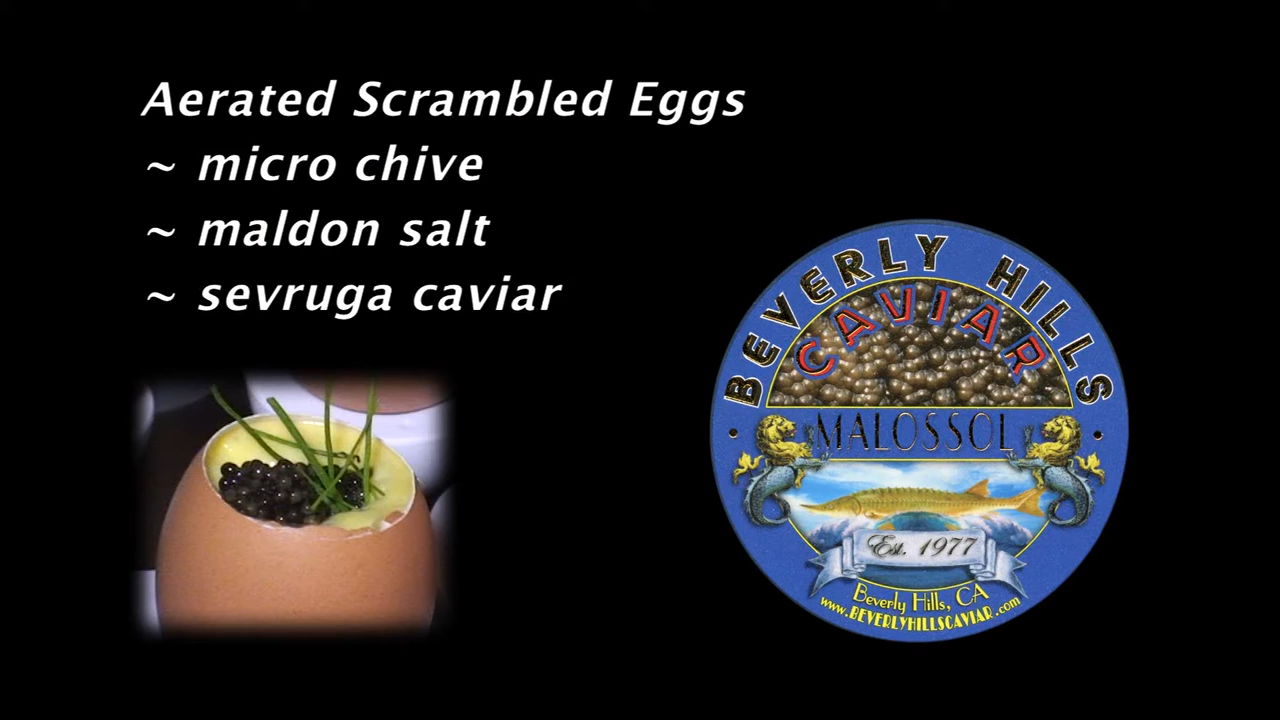 Aerated Scrambled Eggs
~ micro chive
~ maldon salt
~ sevruga caviar
BEVERLY HILLS
CAVIAR
MALOSSOL
Est. 1977
Beverly Hills, CA
www.BEVERLYHILLSCAVIAR.com